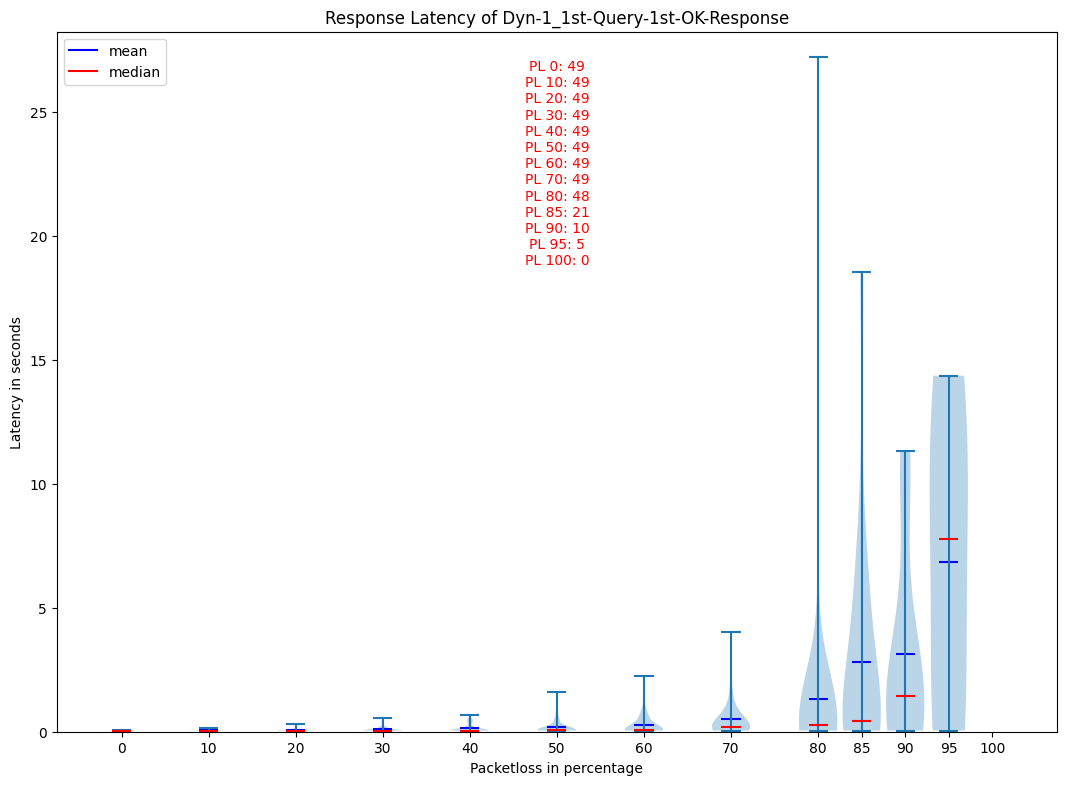 Response Latency of Dyn-1_1st-Query-1st-OK-Response
mean
median
PL 0: 49
PL 10: 49
PL 20: 49
PL 30: 49
PL 40: 49
PL 50: 49
PL 60: 49
PL 70: 49
PL 80: 48
PL 85: 21
PL 90: 10
PL 95: 5
PL 100: 0
Latency in seconds
25
20
15
10
5
0
0 10 20 30 40 50 60 70 80 85 90 95 100
Packetloss in percentage